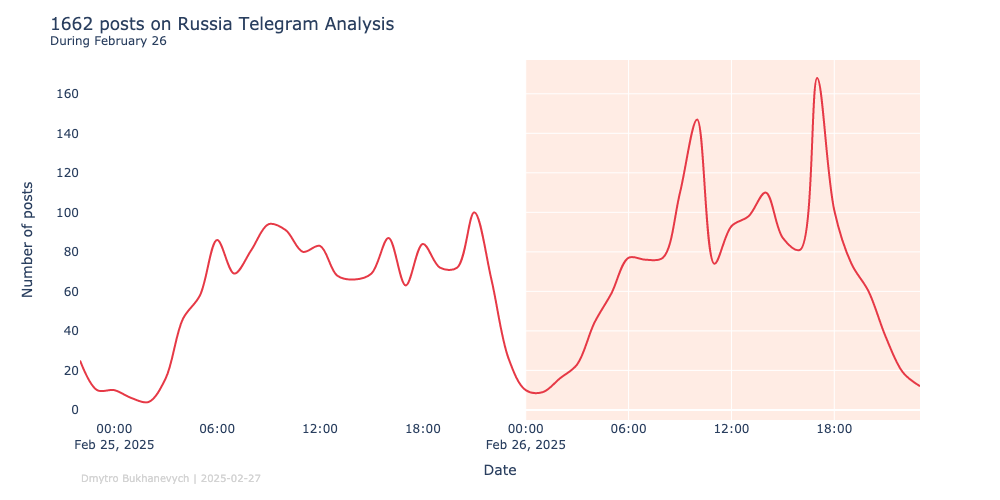 1662 posts on Russia Telegram Analysis
During February 26
160
140
120
100
80
60
40
20
0
Number of posts
00:00 06:00 12:00 18:00 00:00 06:00 12:00 18:00
Feb 25, 2025 Feb 26, 2025
Date
Dmytro Bukhanevych | 2025-02-27